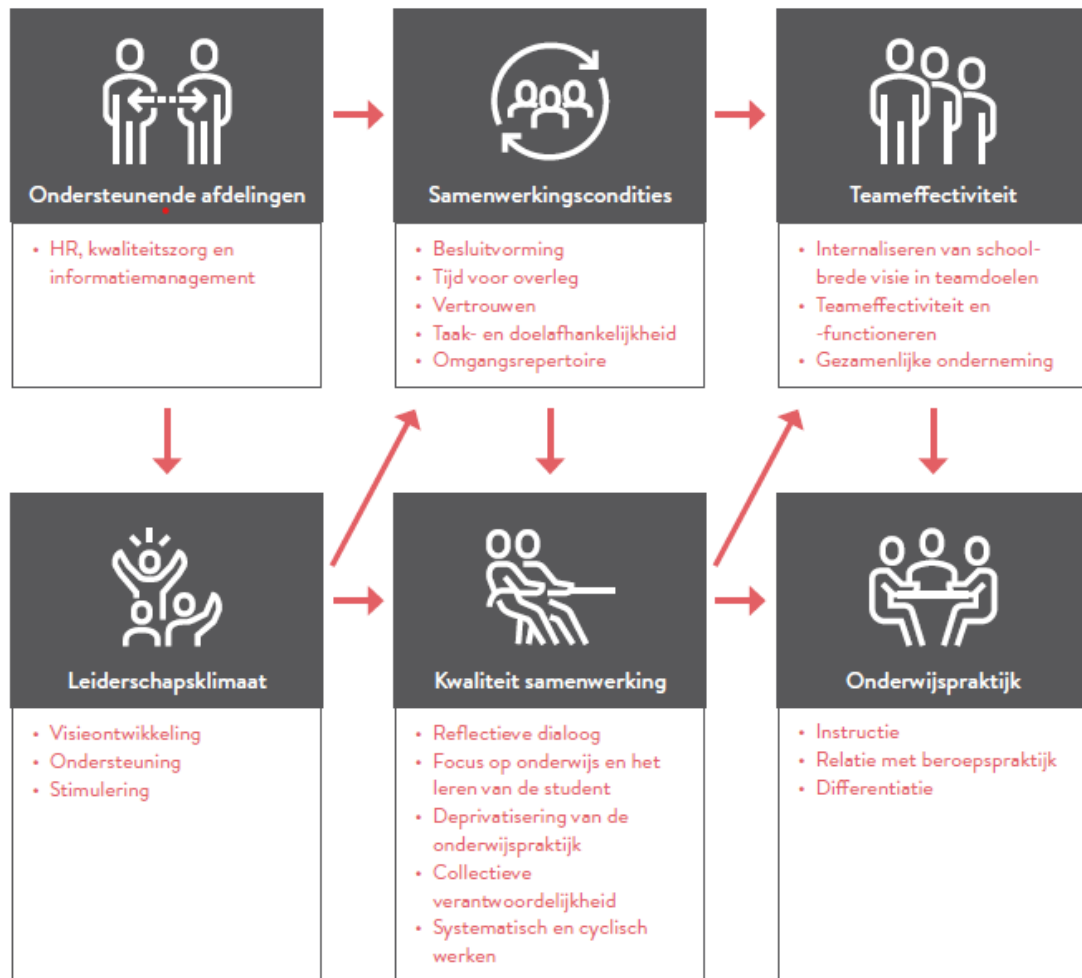 Ondersteunende afdelingen
• HR, kwaliteitszorg en
informatiemanagement
Samenwerkingscondities
• Besluitvorming
• Tijd voor overleg
• Vertrouwen
• Taak- en doelafhankelijkheid
• Omgangsrepertoire
Teameffectiviteit
• Internaliseren van school-
brede visie in teamdoelen
• Teameffectiviteit en
-functioneren
• Gezamenlijke onderneming
Leiderschapsklimaat
• Visieontwikkeling
• Ondersteuning
• Stimulering
Kwaliteit samenwerking
• Reflectieve dialoog
• Focus op onderwijs en het
leren van de student
• Deprivatisering van de
onderwijspraktijk
• Collectieve
verantwoordelijkheid
• Systematisch en cyclisch
werken
Onderwijspraktijk
• Instructie
• Relatie met beroepspraktijk
• Differentiatie